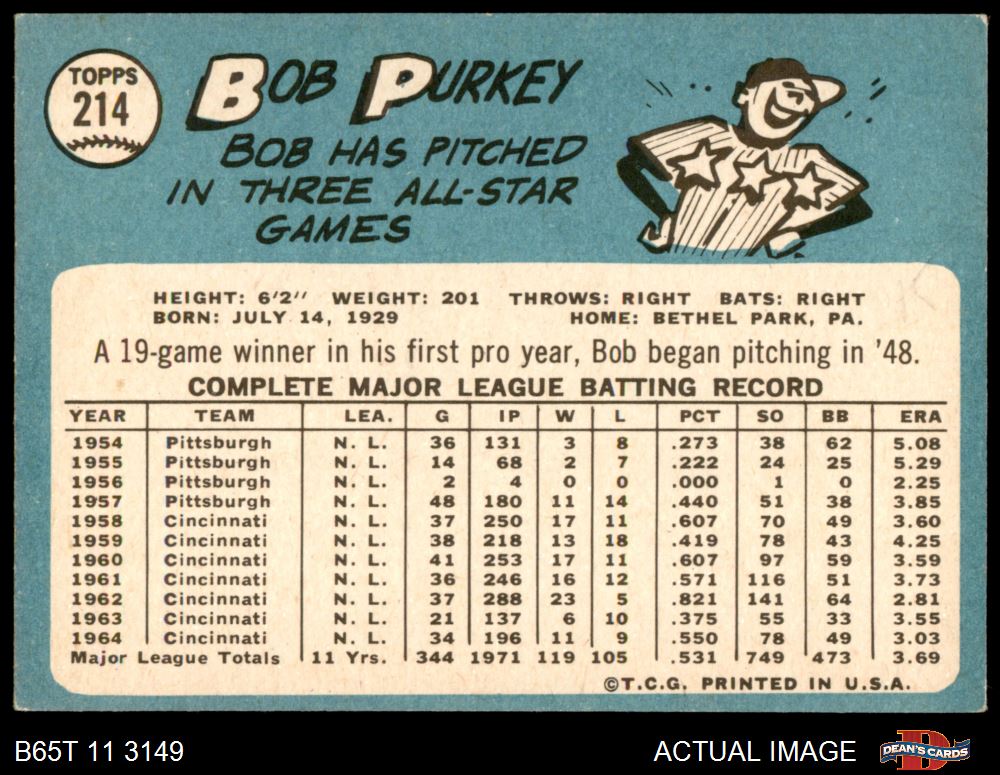 TOPPS
214
BOB PURKEY
BOB HAS PITCHED
IN THREE ALL-STAR
GAMES
HEIGHT: 6'2" WEIGHT: 201 THROWS: RIGHT BATS: RIGHT
BORN: JULY 14, 1929 HOME: BETHEL PARK, PA.
A 19-game winner in his first pro year, Bob began pitching in '48.
COMPLETE MAJOR LEAGUE BATTING RECORD
YEAR TEAM LEA. G IP W L PCT SO BB ERA
1954 Pittsburgh N. L. 36 131 3 8 .273 38 62 5.08
1955 Pittsburgh N. L. 14 68 2 7 .222 24 25 5.29
1956 Pittsburgh N. L. 2 4 0 0 .000 1 0 2.25
1957 Pittsburgh N. L. 48 180 11 14 .440 51 38 3.85
1958 Cincinnati N. L. 37 250 17 11 .607 70 49 3.60
1959 Cincinnati N. L. 38 218 13 18 .419 78 43 4.25
1960 Cincinnati N. L. 41 253 17 11 .607 97 59 3.59
1961 Cincinnati N. L. 36 246 16 12 .571 116 51 3.73
1962 Cincinnati N. L. 37 288 23 5 .821 141 64 2.81
1963 Cincinnati N. L. 21 137 6 10 .375 55 33 3.55
1964 Cincinnati N. L. 34 196 11 9 .550 78 49 3.03
Major League Totals 11 Yrs. 344 1971 119 105 .531 749 473 3.69
©T.C.G. PRINTED IN U.S.A.
B65T 11 3149 ACTUAL IMAGE DEAN'S CARDS